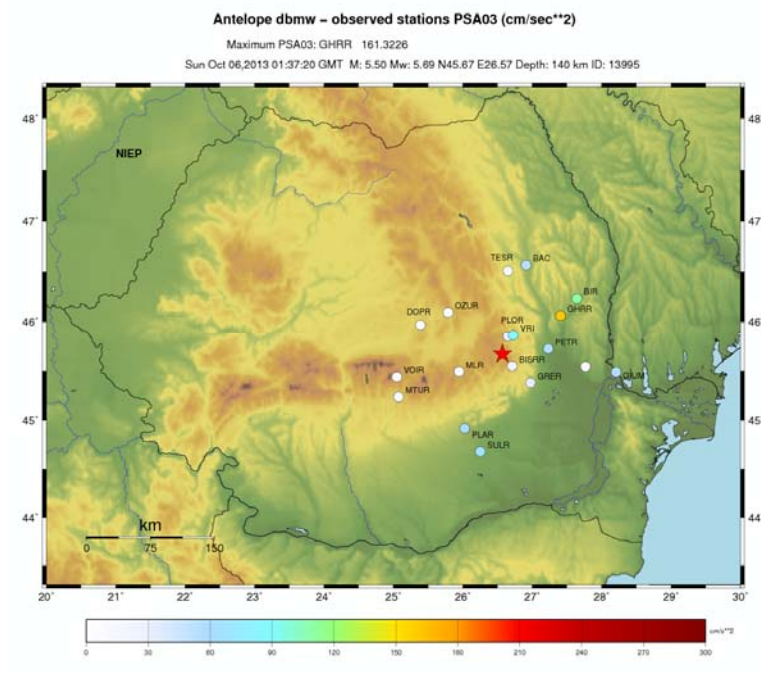 Antelope dbmw – observed stations PSA03 (cm/sec**2)
Maximum PSA03: GHRR 161.3226
Sun Oct 06,2013 01:37:20 GMT M: 5.50 Mw: 5.69 N45.67 E26.57 Depth: 140 km ID: 13995
48˚ 48˚
NIEP
47˚ 47˚
TESR BAC
BIR
GHRR
DOPR OZUR
46˚ 46˚
PLOR VRI
PETR
VOIR MLR BISRR
GRER GIUM
MTUR
45˚ 45˚
PLAR
SULR
44˚ 44˚
km
0 75 150
20˚ 21˚ 22˚ 23˚ 24˚ 25˚ 26˚ 27˚ 28˚ 29˚ 30˚
cm/s**2
0 30 60 90 120 150 180 210 240 270 300